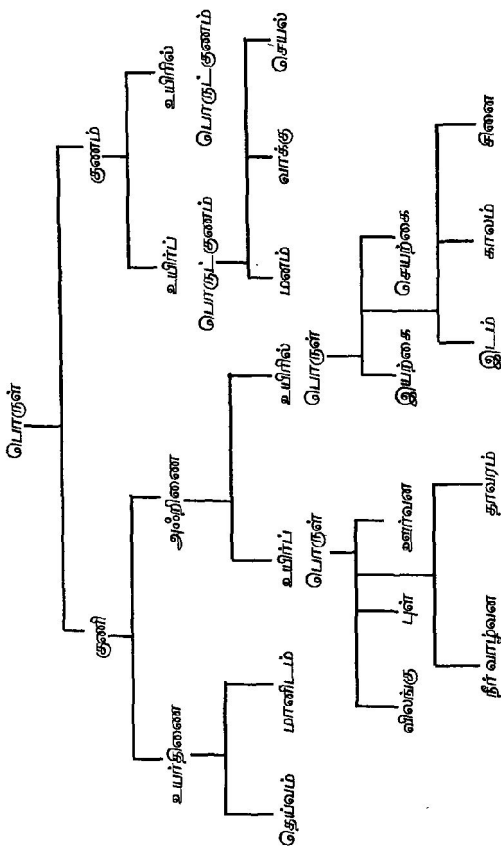 பொருள்
குணி குணம்
உயர்திணை அஃறிணை உயிர்ப் உயிரில்
பொருட்குணம் பொருட்குணம்
தெய்வம் மானிடம் உயிர்ப் உயிரில் மனம் வாக்கு செயல்
பொருள் பொருள்
விலங்கு புள் ஊர்வன இயற்கை செயற்கை
நீர் வாழ்வன தாவரம் இடம் காலம் சினை